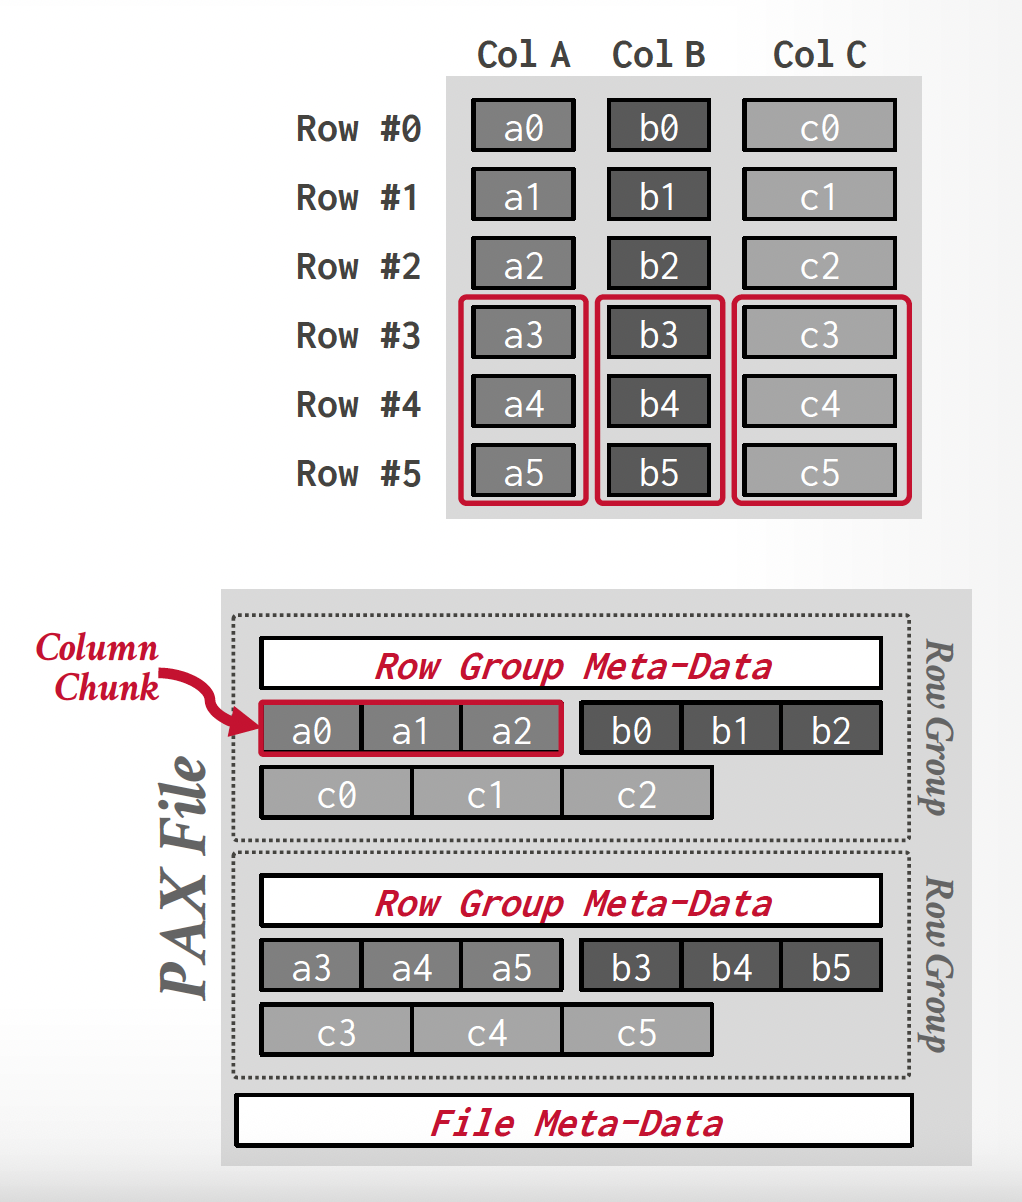 Col A Col B Col C
Row #0 a0 b0 c0
Row #1 a1 b1 c1
Row #2 a2 b2 c2
Row #3 a3 b3 c3
Row #4 a4 b4 c4
Row #5 a5 b5 c5
Column
Chunk
PAX File
Row Group Meta-Data
a0 a1 a2 b0 b1 b2
c0 c1 c2
Row Group
Row Group Meta-Data
a3 a4 a5 b3 b4 b5
c3 c4 c5
Row Group
File Meta-Data